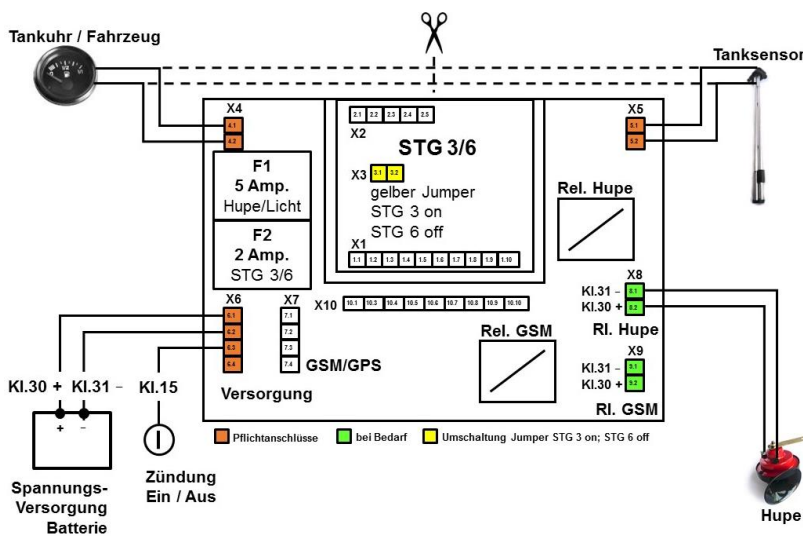 Tankuhr / Fahrzeug
Tanksensor
X4
4.1
4.2
F1
5 Amp.
Hupe/Licht
F2
2 Amp.
STG 3/6
2.1 2.2 2.3 2.4 2.5
X2
STG 3/6
X3 3.1 3.2
gelber Jumper
STG 3 on
STG 6 off
X1
1.1 1.2 1.3 1.4 1.5 1.6 1.7 1.8 1.9 1.10
X5
5.1
5.2
Rel. Hupe
X6
6.1
6.2
6.3
6.4
Versorgung
X7
7.1
7.2
7.3
7.4
GSM/GPS
X10 10.1 10.3 10.4 10.5 10.6 10.7 10.8 10.9 10.10
Rel. GSM
X8
Kl.31 – 8.1
Kl.30 + 8.2
Rl. Hupe
X9
Kl.31 – 9.1
Kl.30 + 9.2
Rl. GSM
Kl.30 + Kl.31 – Kl.15
+ –
Spannungs-
Versorgung
Batterie
Zündung
Ein / Aus
Pflichtanschlüsse bei Bedarf Umschaltung Jumper STG 3 on; STG 6 off
Hupe